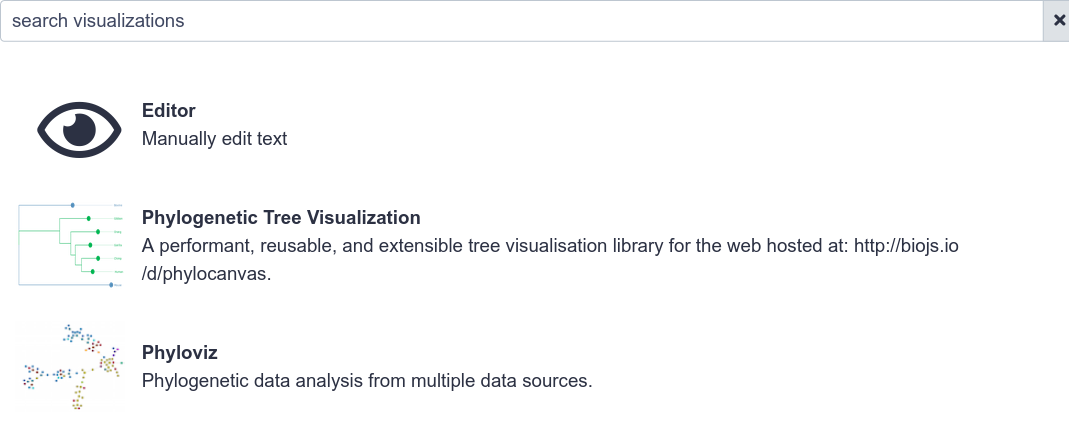 search visualizations
Editor
Manually edit text
Phylogenetic Tree Visualization
A performant, reusable, and extensible tree visualisation library for the web hosted at: http://biojs.io
/d/phylocanvas.
Phyloviz
Phylogenetic data analysis from multiple data sources.